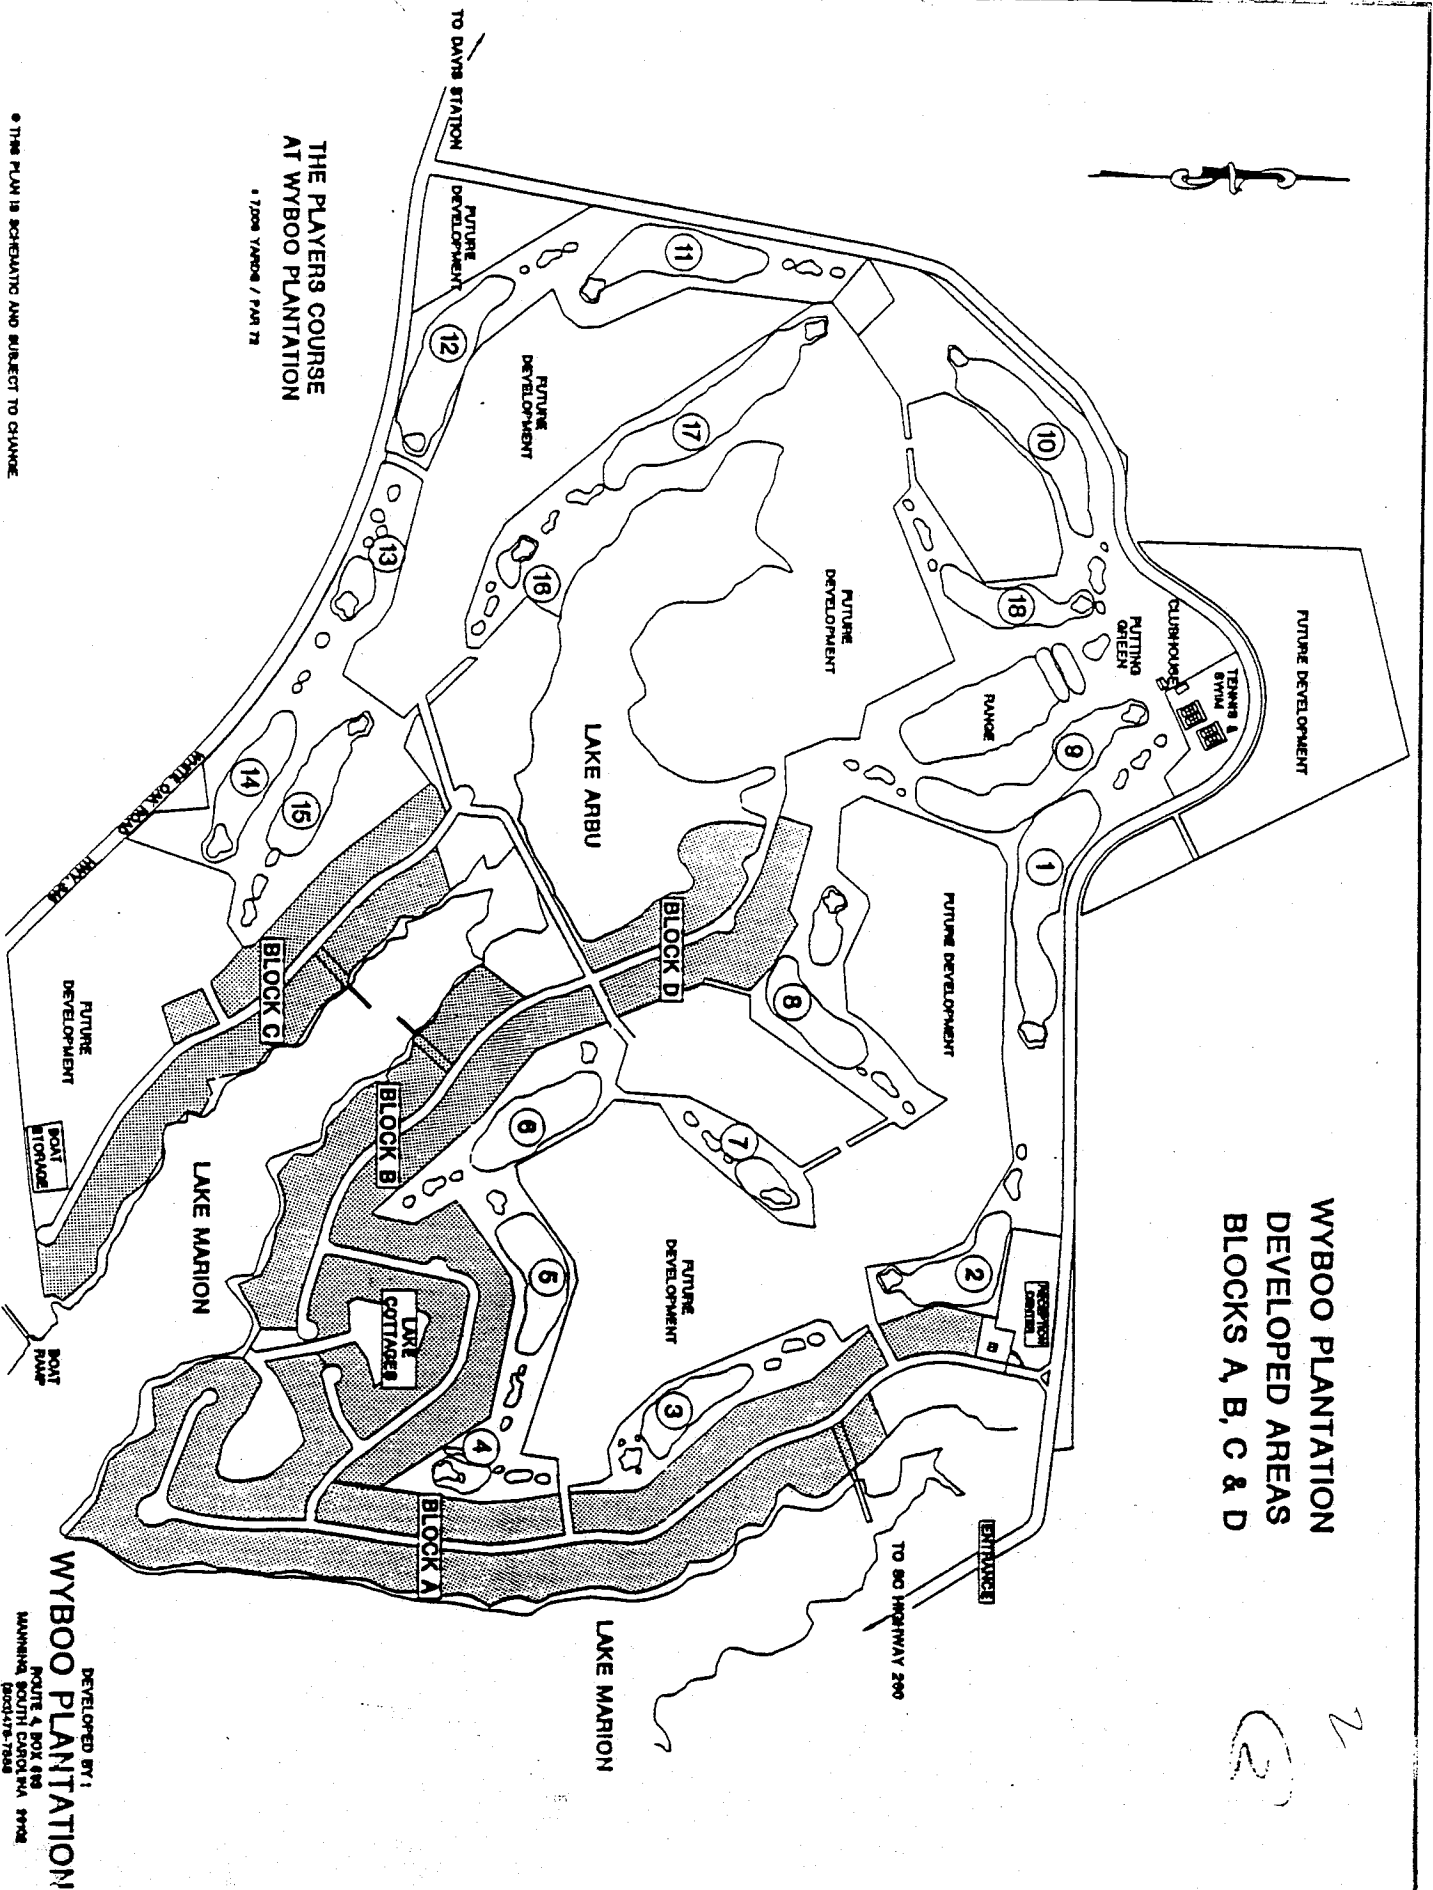 WYBOO PLANTATION
DEVELOPED AREAS
BLOCKS A, B, C & D
2
2
FUTURE DEVELOPMENT
TENNIS &
SWIM
CLUBHOUSE
PUTTING
GREEN
RANGE
10
18
9
1
FUTURE DEVELOPMENT
FUTURE
DEVELOPMENT
8
7
2
RECEPTION
CENTER
ENTRANCE
TO SC HIGHWAY 260
11
17
16
LAKE ARBU
BLOCK D
FUTURE
DEVELOPMENT
3
LAKE MARION
TO DAVIS STATION
FUTURE
DEVELOPMENT
12
FUTURE
DEVELOPMENT
13
14
15
6
5
4
BLOCK B
LAKE
COTTAGES
BLOCK A
THE PLAYERS COURSE
AT WYBOO PLANTATION
WHITE OAK ROAD
BLOCK C
LAKE MARION
FUTURE
DEVELOPMENT
BOAT
STORAGE
BOAT
RAMP
* THIS PLAN IS SCHEMATIC AND SUBJECT TO CHANGE.
DEVELOPED BY :
WYBOO PLANTATION
MANNING, SOUTH CAROLINA